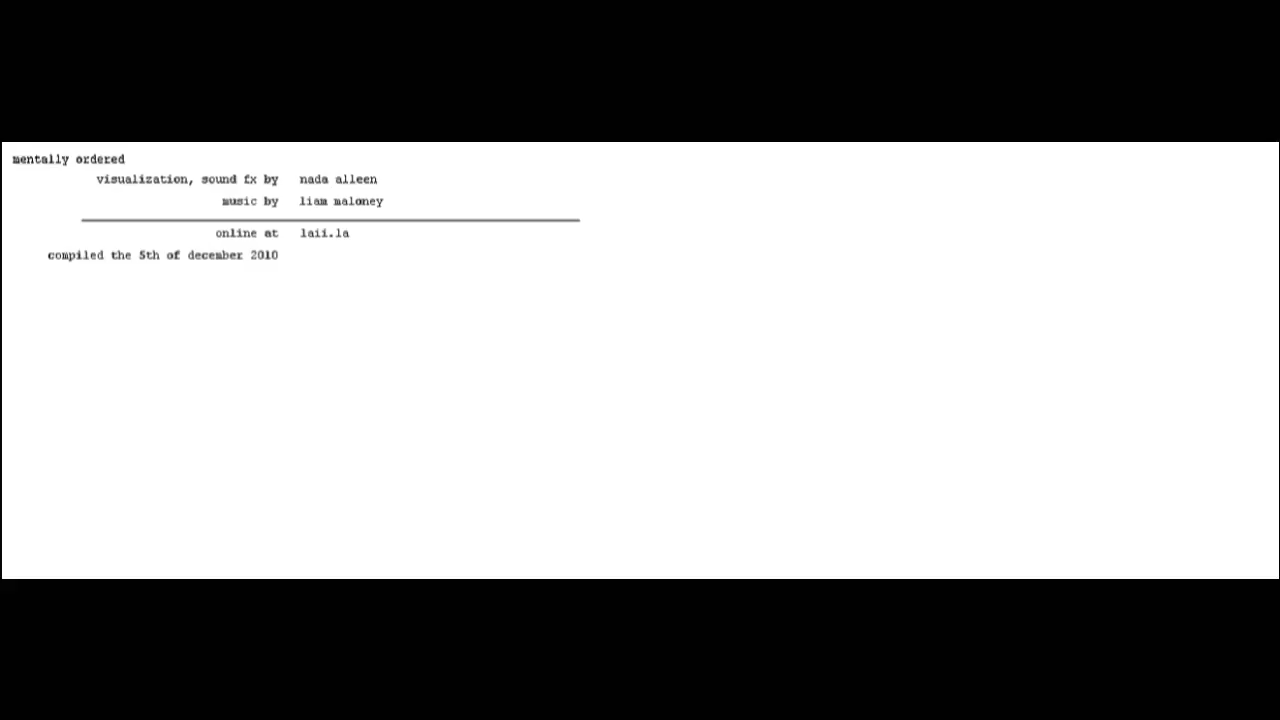 mentally ordered
visualization, sound fx by nada alleen
music by liam maloney
online at laii.la
compiled the 5th of december 2010